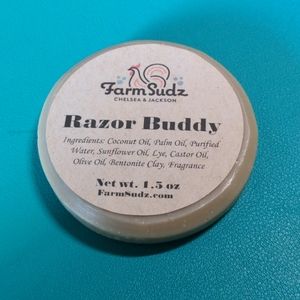 FarmSudz
CHELSEA & JACKSON
Razor Buddy
Ingredients: Coconut Oil, Palm Oil, Purified
Water, Sunflower Oil, Lye, Castor Oil,
Olive Oil, Bentonite Clay, Fragrance
Net wt. 1.5 oz
FarmSudz.com